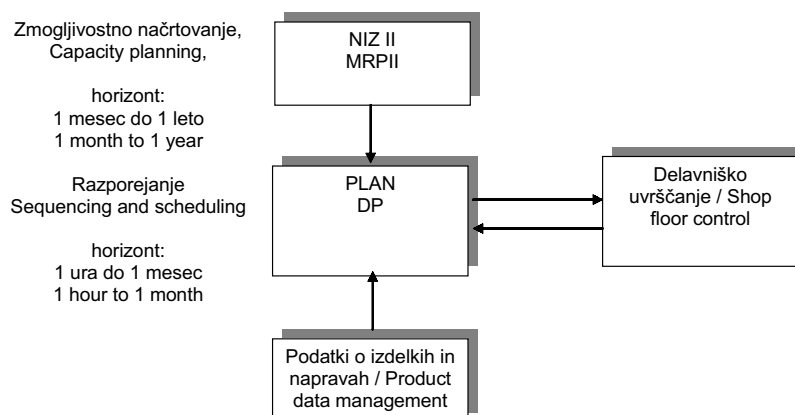 Zmogljivostno načrtovanje,
Capacity planning,
horizont:
1 mesec do 1 leto
1 month to 1 year
Razporejanje
Sequencing and scheduling
horizont:
1 ura do 1 mesec
1 hour to 1 month
NIZ II
MRPII
PLAN
DP
Delavniško
uvrščanje / Shop
floor control
Podatki o izdelkih in
napravah / Product
data management